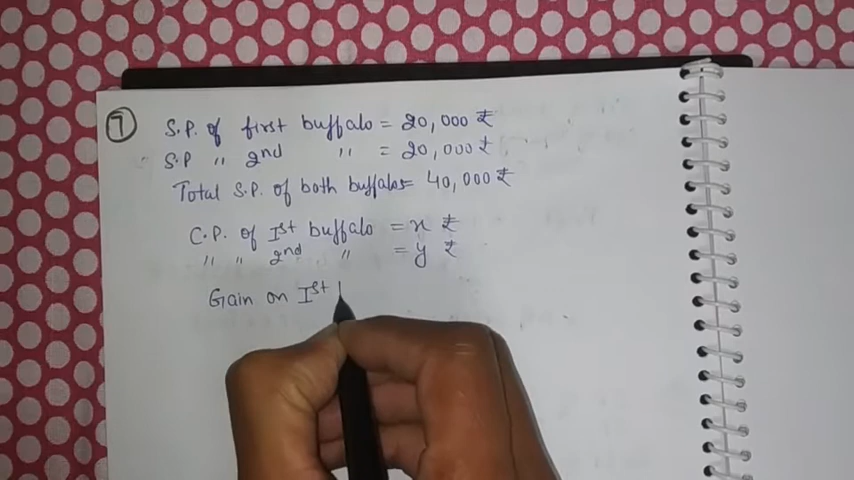 7 S.P. of first buffalo = 20,000 ₹
S.P " 2nd " = 20,000 ₹
Total S.P. of both buffalos = 40,000 ₹
C.P. of Ist buffalo = x ₹
" " 2nd " = y ₹
Gain on Ist